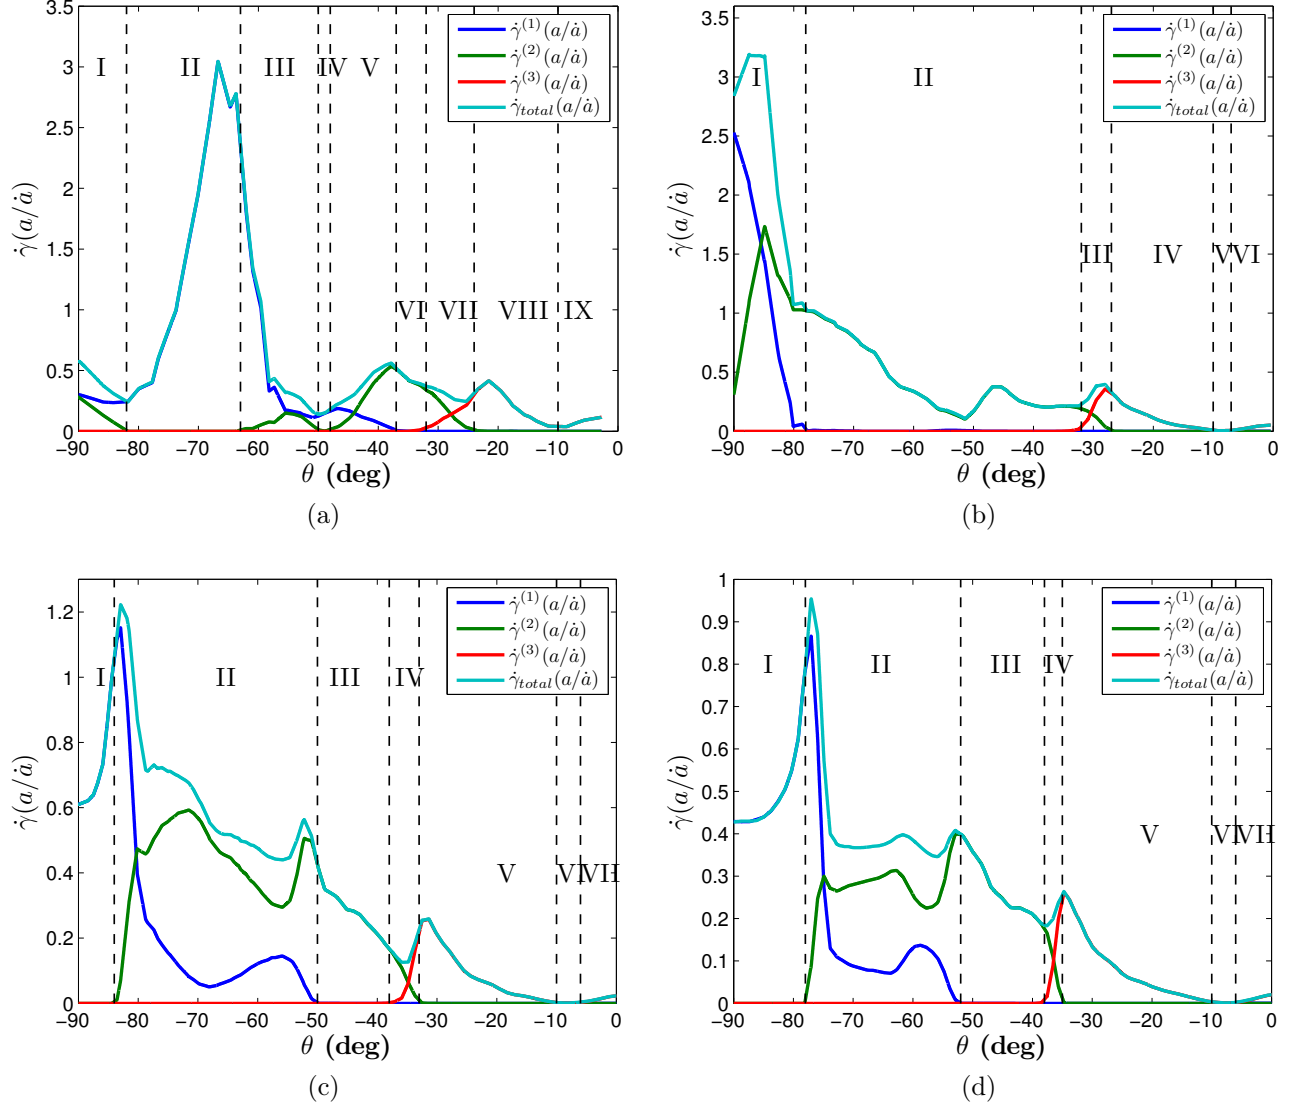 3.5
3
2.5
2
1.5
1
0.5
0
γ̇(a/ȧ)
I II III IV V
VI VII VIII IX
γ̇⁽¹⁾(a/ȧ)
γ̇⁽²⁾(a/ȧ)
γ̇⁽³⁾(a/ȧ)
γ̇total(a/ȧ)
−90 −80 −70 −60 −50 −40 −30 −20 −10 0
θ (deg)
(a)
3.5
3
2.5
2
1.5
1
0.5
0
γ̇(a/ȧ)
I II
III IV V VI
γ̇⁽¹⁾(a/ȧ)
γ̇⁽²⁾(a/ȧ)
γ̇⁽³⁾(a/ȧ)
γ̇total(a/ȧ)
−90 −80 −70 −60 −50 −40 −30 −20 −10 0
θ (deg)
(b)
1.2
1
0.8
0.6
0.4
0.2
0
γ̇(a/ȧ)
I II III IV
V VI VII
γ̇⁽¹⁾(a/ȧ)
γ̇⁽²⁾(a/ȧ)
γ̇⁽³⁾(a/ȧ)
γ̇total(a/ȧ)
−90 −80 −70 −60 −50 −40 −30 −20 −10 0
θ (deg)
(c)
1
0.9
0.8
0.7
0.6
0.5
0.4
0.3
0.2
0.1
0
γ̇(a/ȧ)
I II III IV
V VI VII
γ̇⁽¹⁾(a/ȧ)
γ̇⁽²⁾(a/ȧ)
γ̇⁽³⁾(a/ȧ)
γ̇total(a/ȧ)
−90 −80 −70 −60 −50 −40 −30 −20 −10 0
θ (deg)
(d)